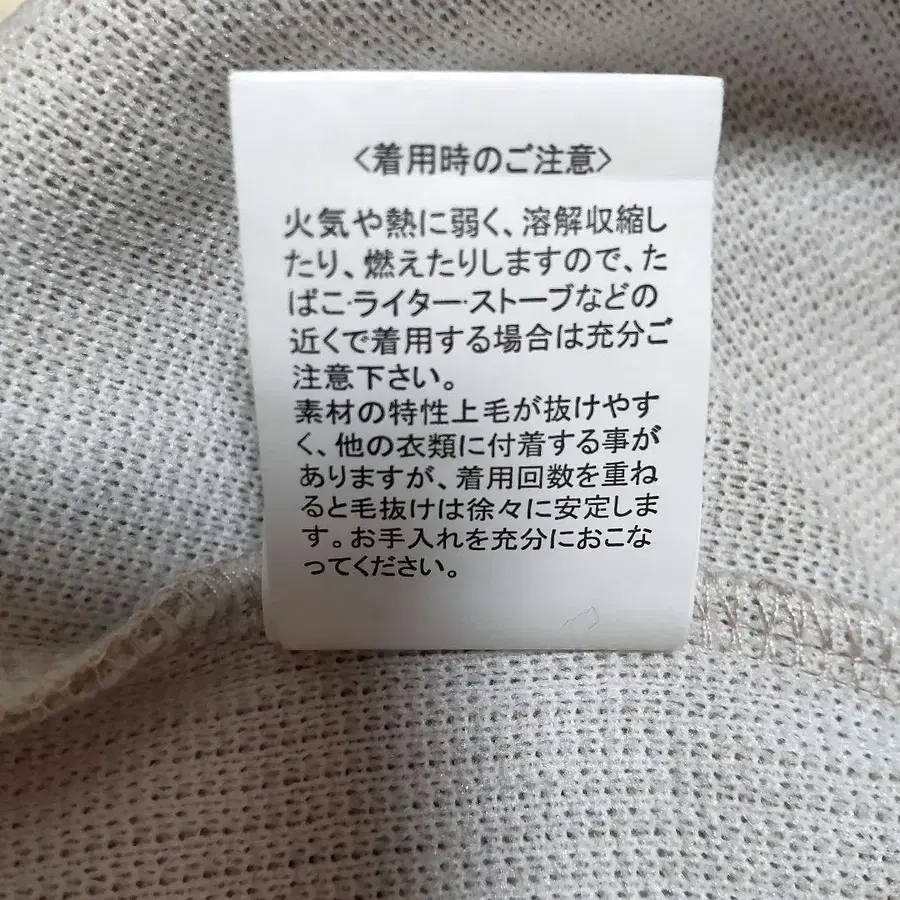 〈着用時のご注意〉
火気や熱に弱く、溶解収縮し
たり、燃えたりしますので、た
ばこ・ライター・ストーブなどの
近くで着用する場合は充分ご
注意下さい。
素材の特性上毛が抜けやす
く、他の衣類に付着する事が
ありますが、着用回数を重ね
ると毛抜けは徐々に安定しま
す。お手入れを充分におこな
ってください。